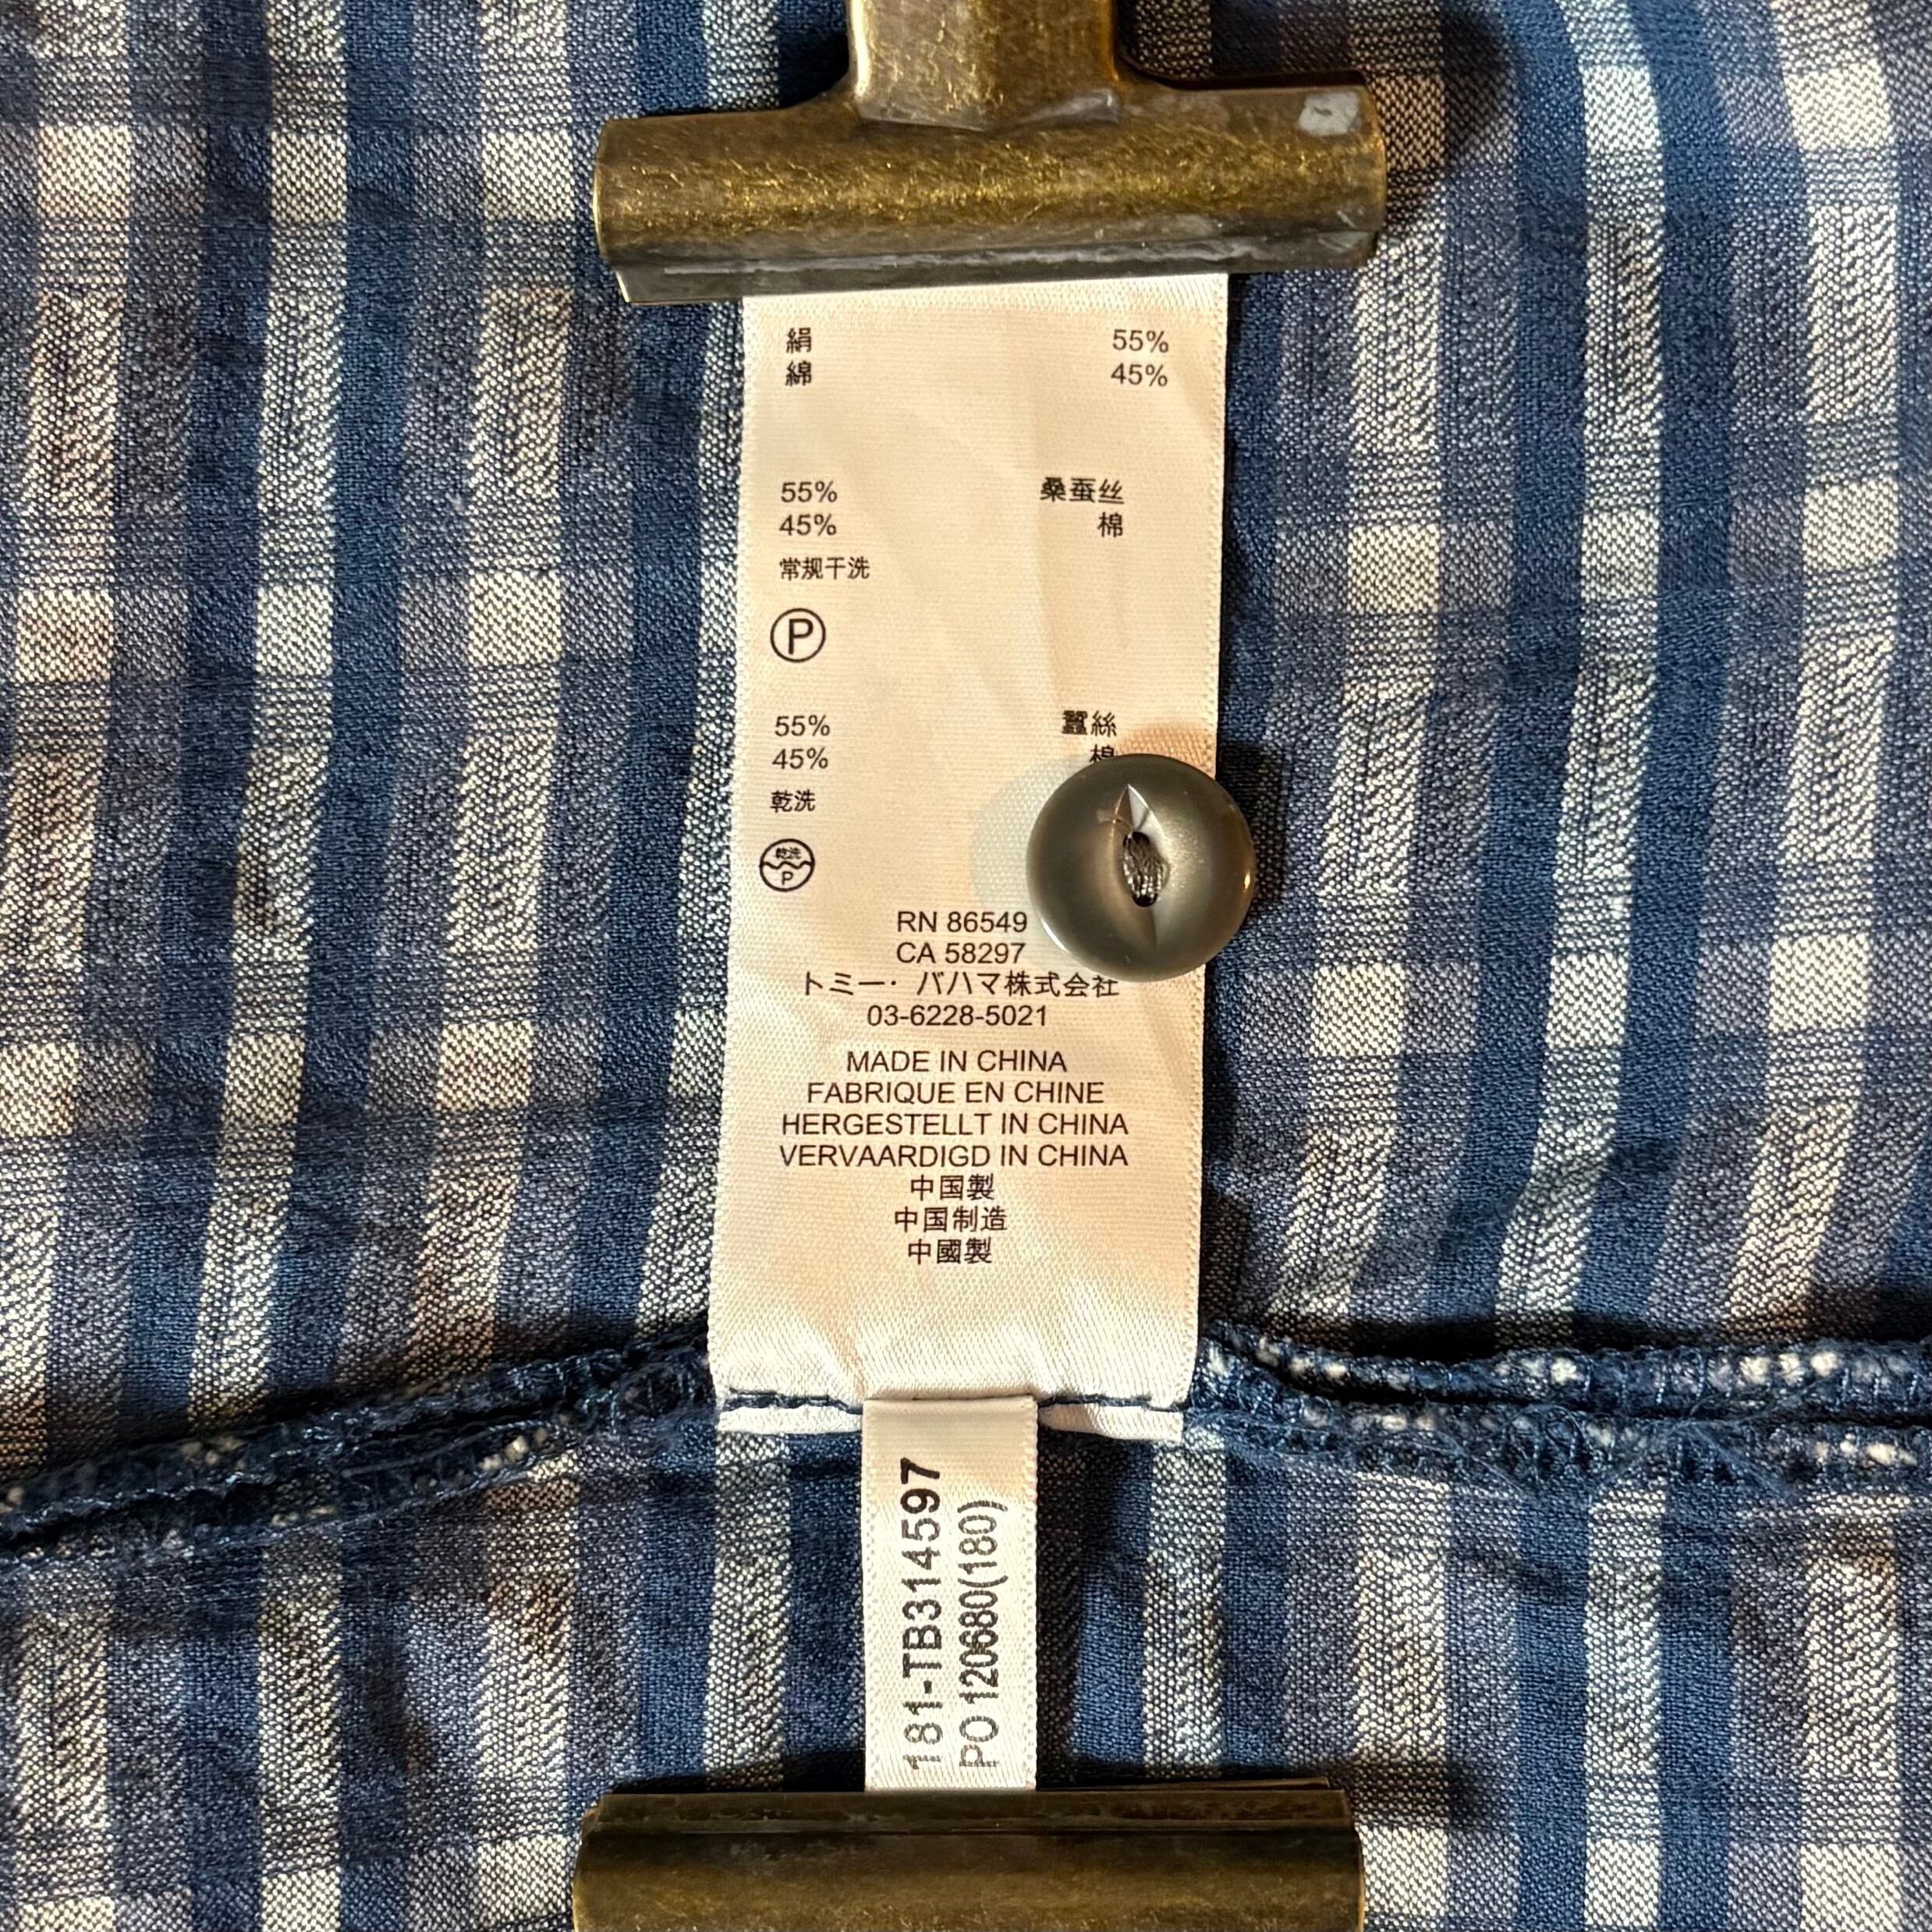 絹 55%
綿 45%
55% 桑蚕丝
45% 棉
常规干洗
P
55% 蠶絲
45% 棉
乾洗
乾洗
P
RN 86549
CA 58297
トミー・バハマ株式会社
03-6228-5021
MADE IN CHINA
FABRIQUE EN CHINE
HERGESTELLT IN CHINA
VERVAARDIGD IN CHINA
中国製
中国制造
中國製
181-TB314597
PO 120680(180)